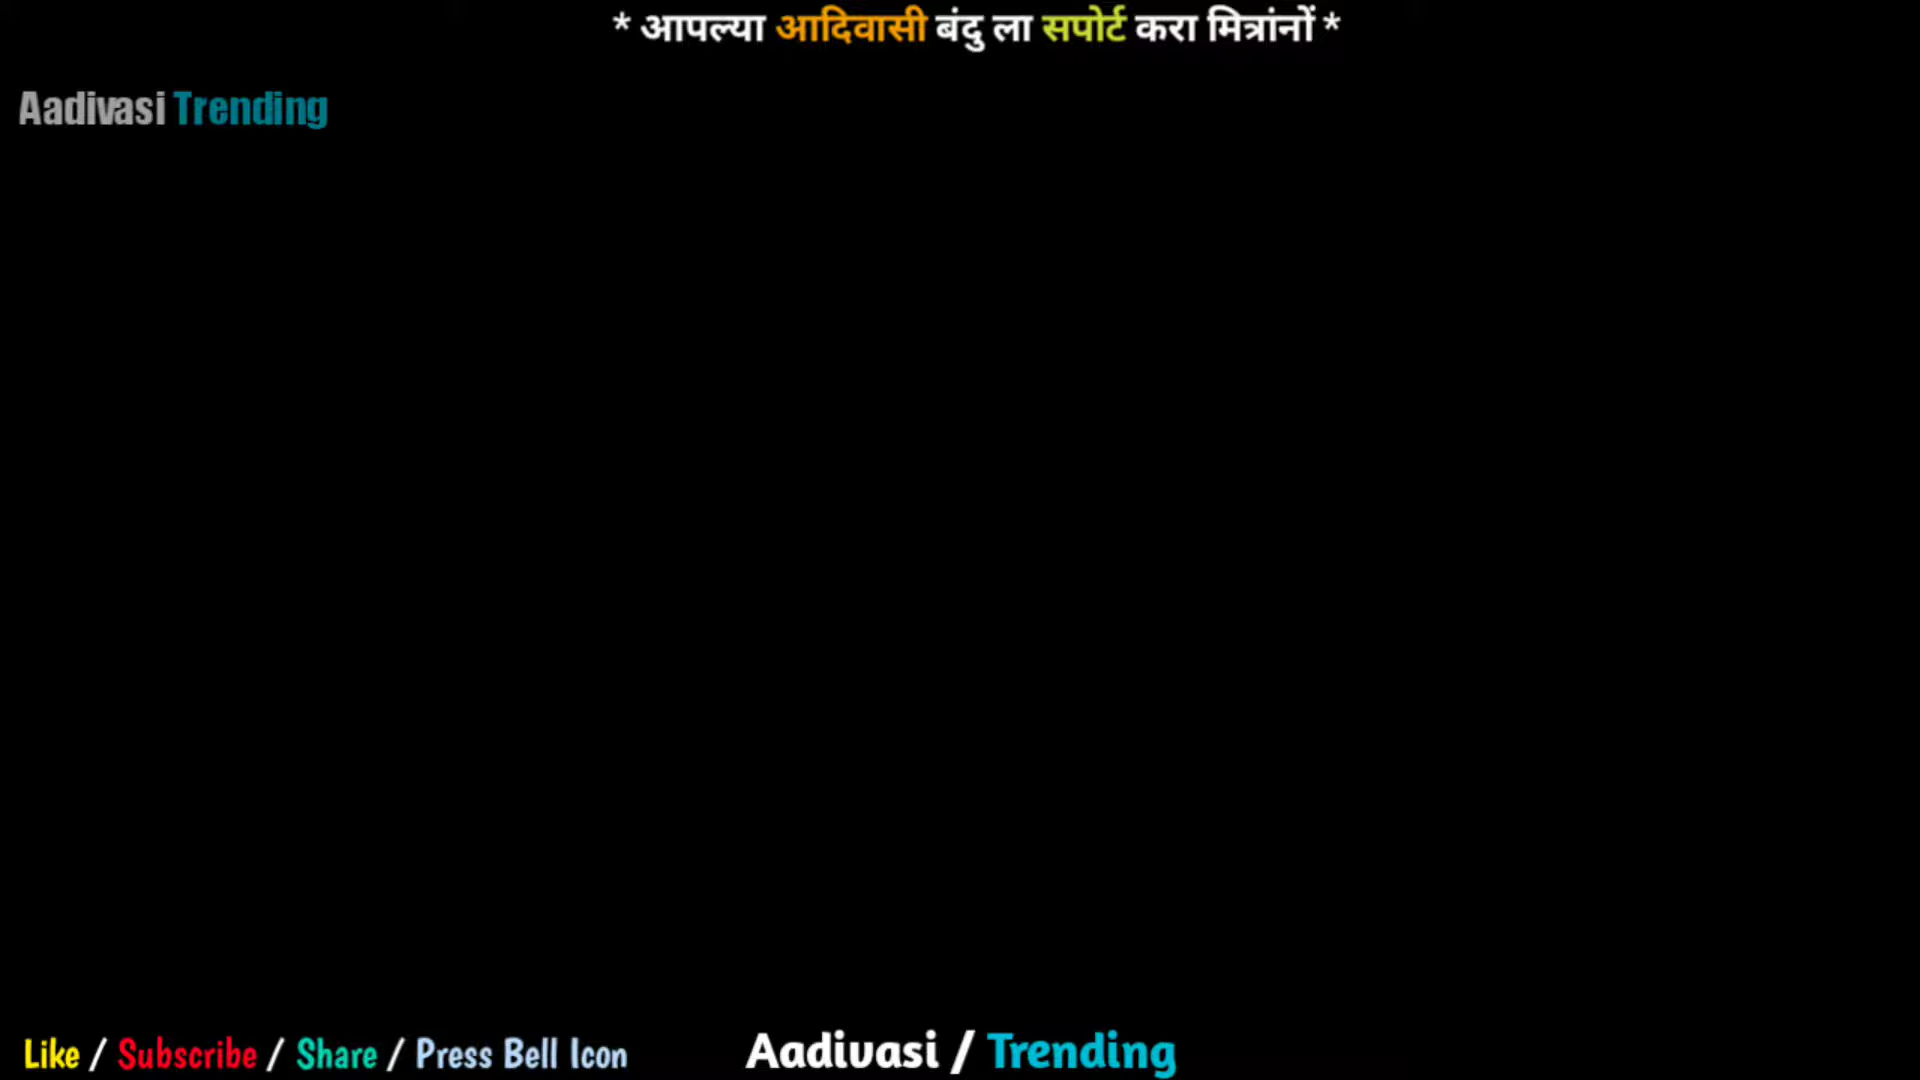 * आपल्या आदिवासी बंदु ला सपोर्ट करा मित्रांनों *
Aadivasi Trending
Like / Subscribe / Share / Press Bell Icon
Aadivasi / Trending